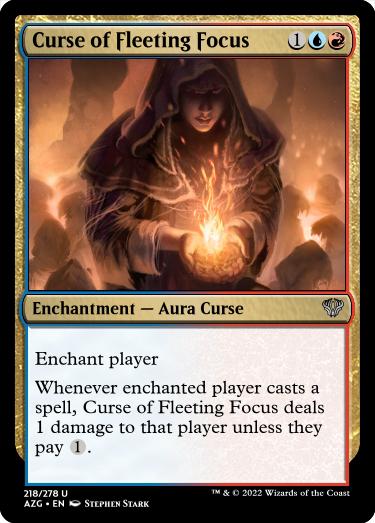 Curse of Fleeting Focus 1
Enchantment — Aura Curse
Enchant player
Whenever enchanted player casts a
spell, Curse of Fleeting Focus deals
1 damage to that player unless they
pay 1.
218/278 U
AZG • EN Stephen Stark
™ & © 2022 Wizards of the Coast